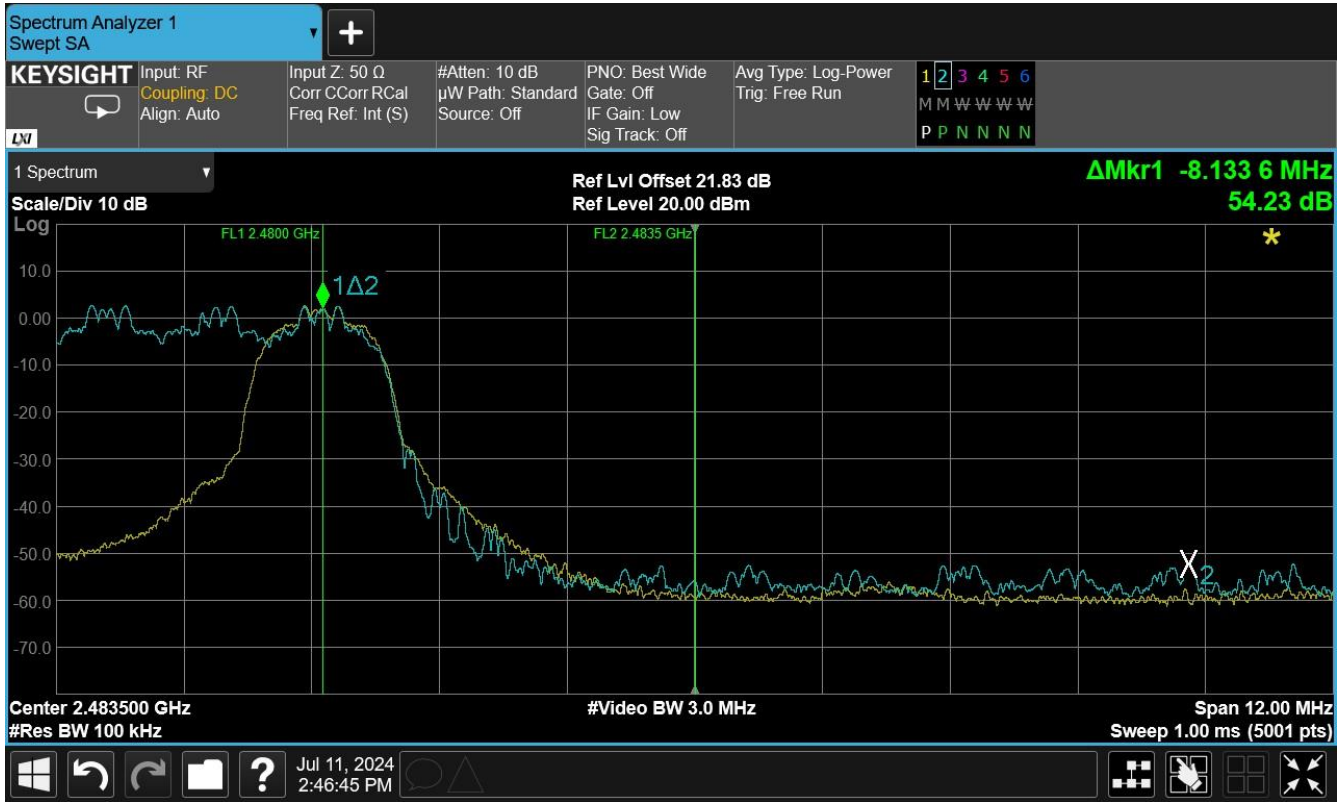 Spectrum Analyzer 1
Swept SA
KEYSIGHT
LXI
Input: RF
Coupling: DC
Align: Auto
Input Z: 50 Ω
Corr CCorr RCal
Freq Ref: Int (S)
#Atten: 10 dB
µW Path: Standard
Source: Off
PNO: Best Wide
Gate: Off
IF Gain: Low
Sig Track: Off
Avg Type: Log-Power
Trig: Free Run
1 2 3 4 5 6
M M W W W W
P P N N N N
1 Spectrum
Scale/Div 10 dB
Ref Lvl Offset 21.83 dB
Ref Level 20.00 dBm
ΔMkr1 -8.133 6 MHz
54.23 dB
Log
FL1 2.4800 GHz
FL2 2.4835 GHz
10.0
1Δ2
0.00
-10.0
-20.0
-30.0
-40.0
-50.0
X2
-60.0
-70.0
Center 2.483500 GHz
#Video BW 3.0 MHz
Span 12.00 MHz
#Res BW 100 kHz
Sweep 1.00 ms (5001 pts)
Jul 11, 2024
2:46:45 PM